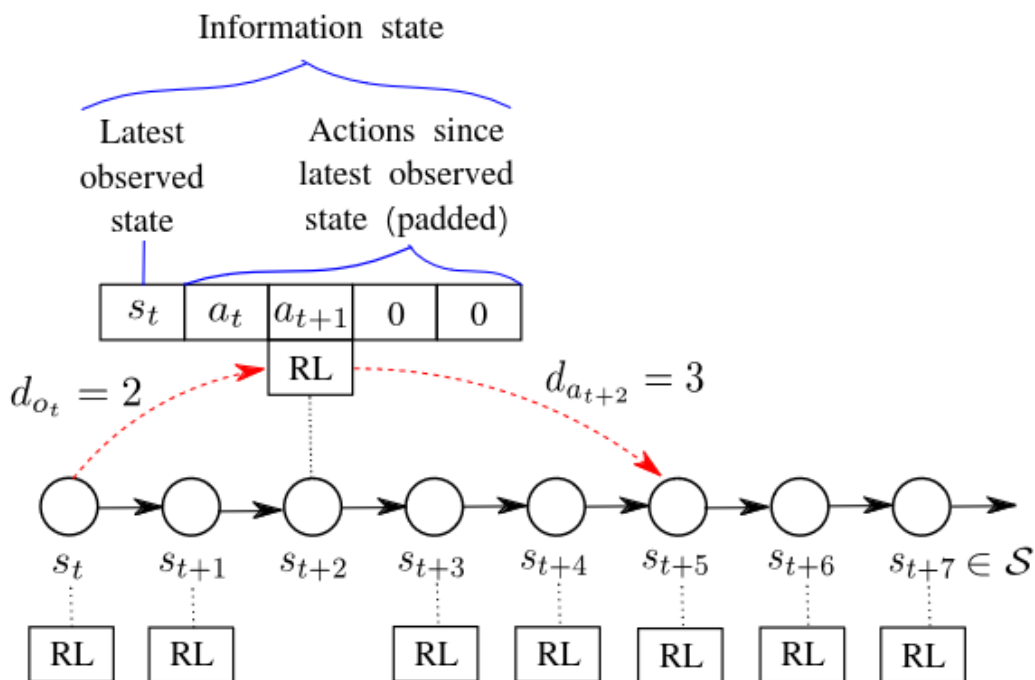 Information state
Latest observed state
Actions since latest observed state (padded)
s_t a_t a_{t+1} 0 0
RL
d_{o_t} = 2
d_{a_{t+2}} = 3
s_t s_{t+1} s_{t+2} s_{t+3} s_{t+4} s_{t+5} s_{t+6} s_{t+7} ∈ 𝒮
RL RL RL RL RL RL RL